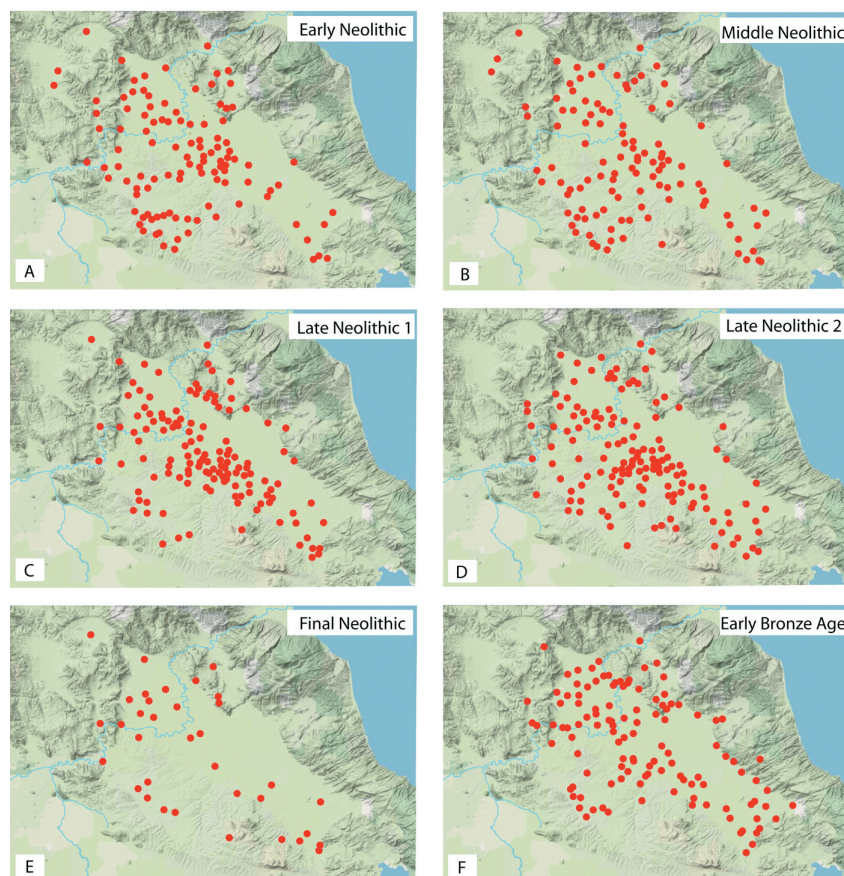 Early Neolithic
A
Middle Neolithic
B
Late Neolithic 1
C
Late Neolithic 2
D
Final Neolithic
E
Early Bronze Age
F